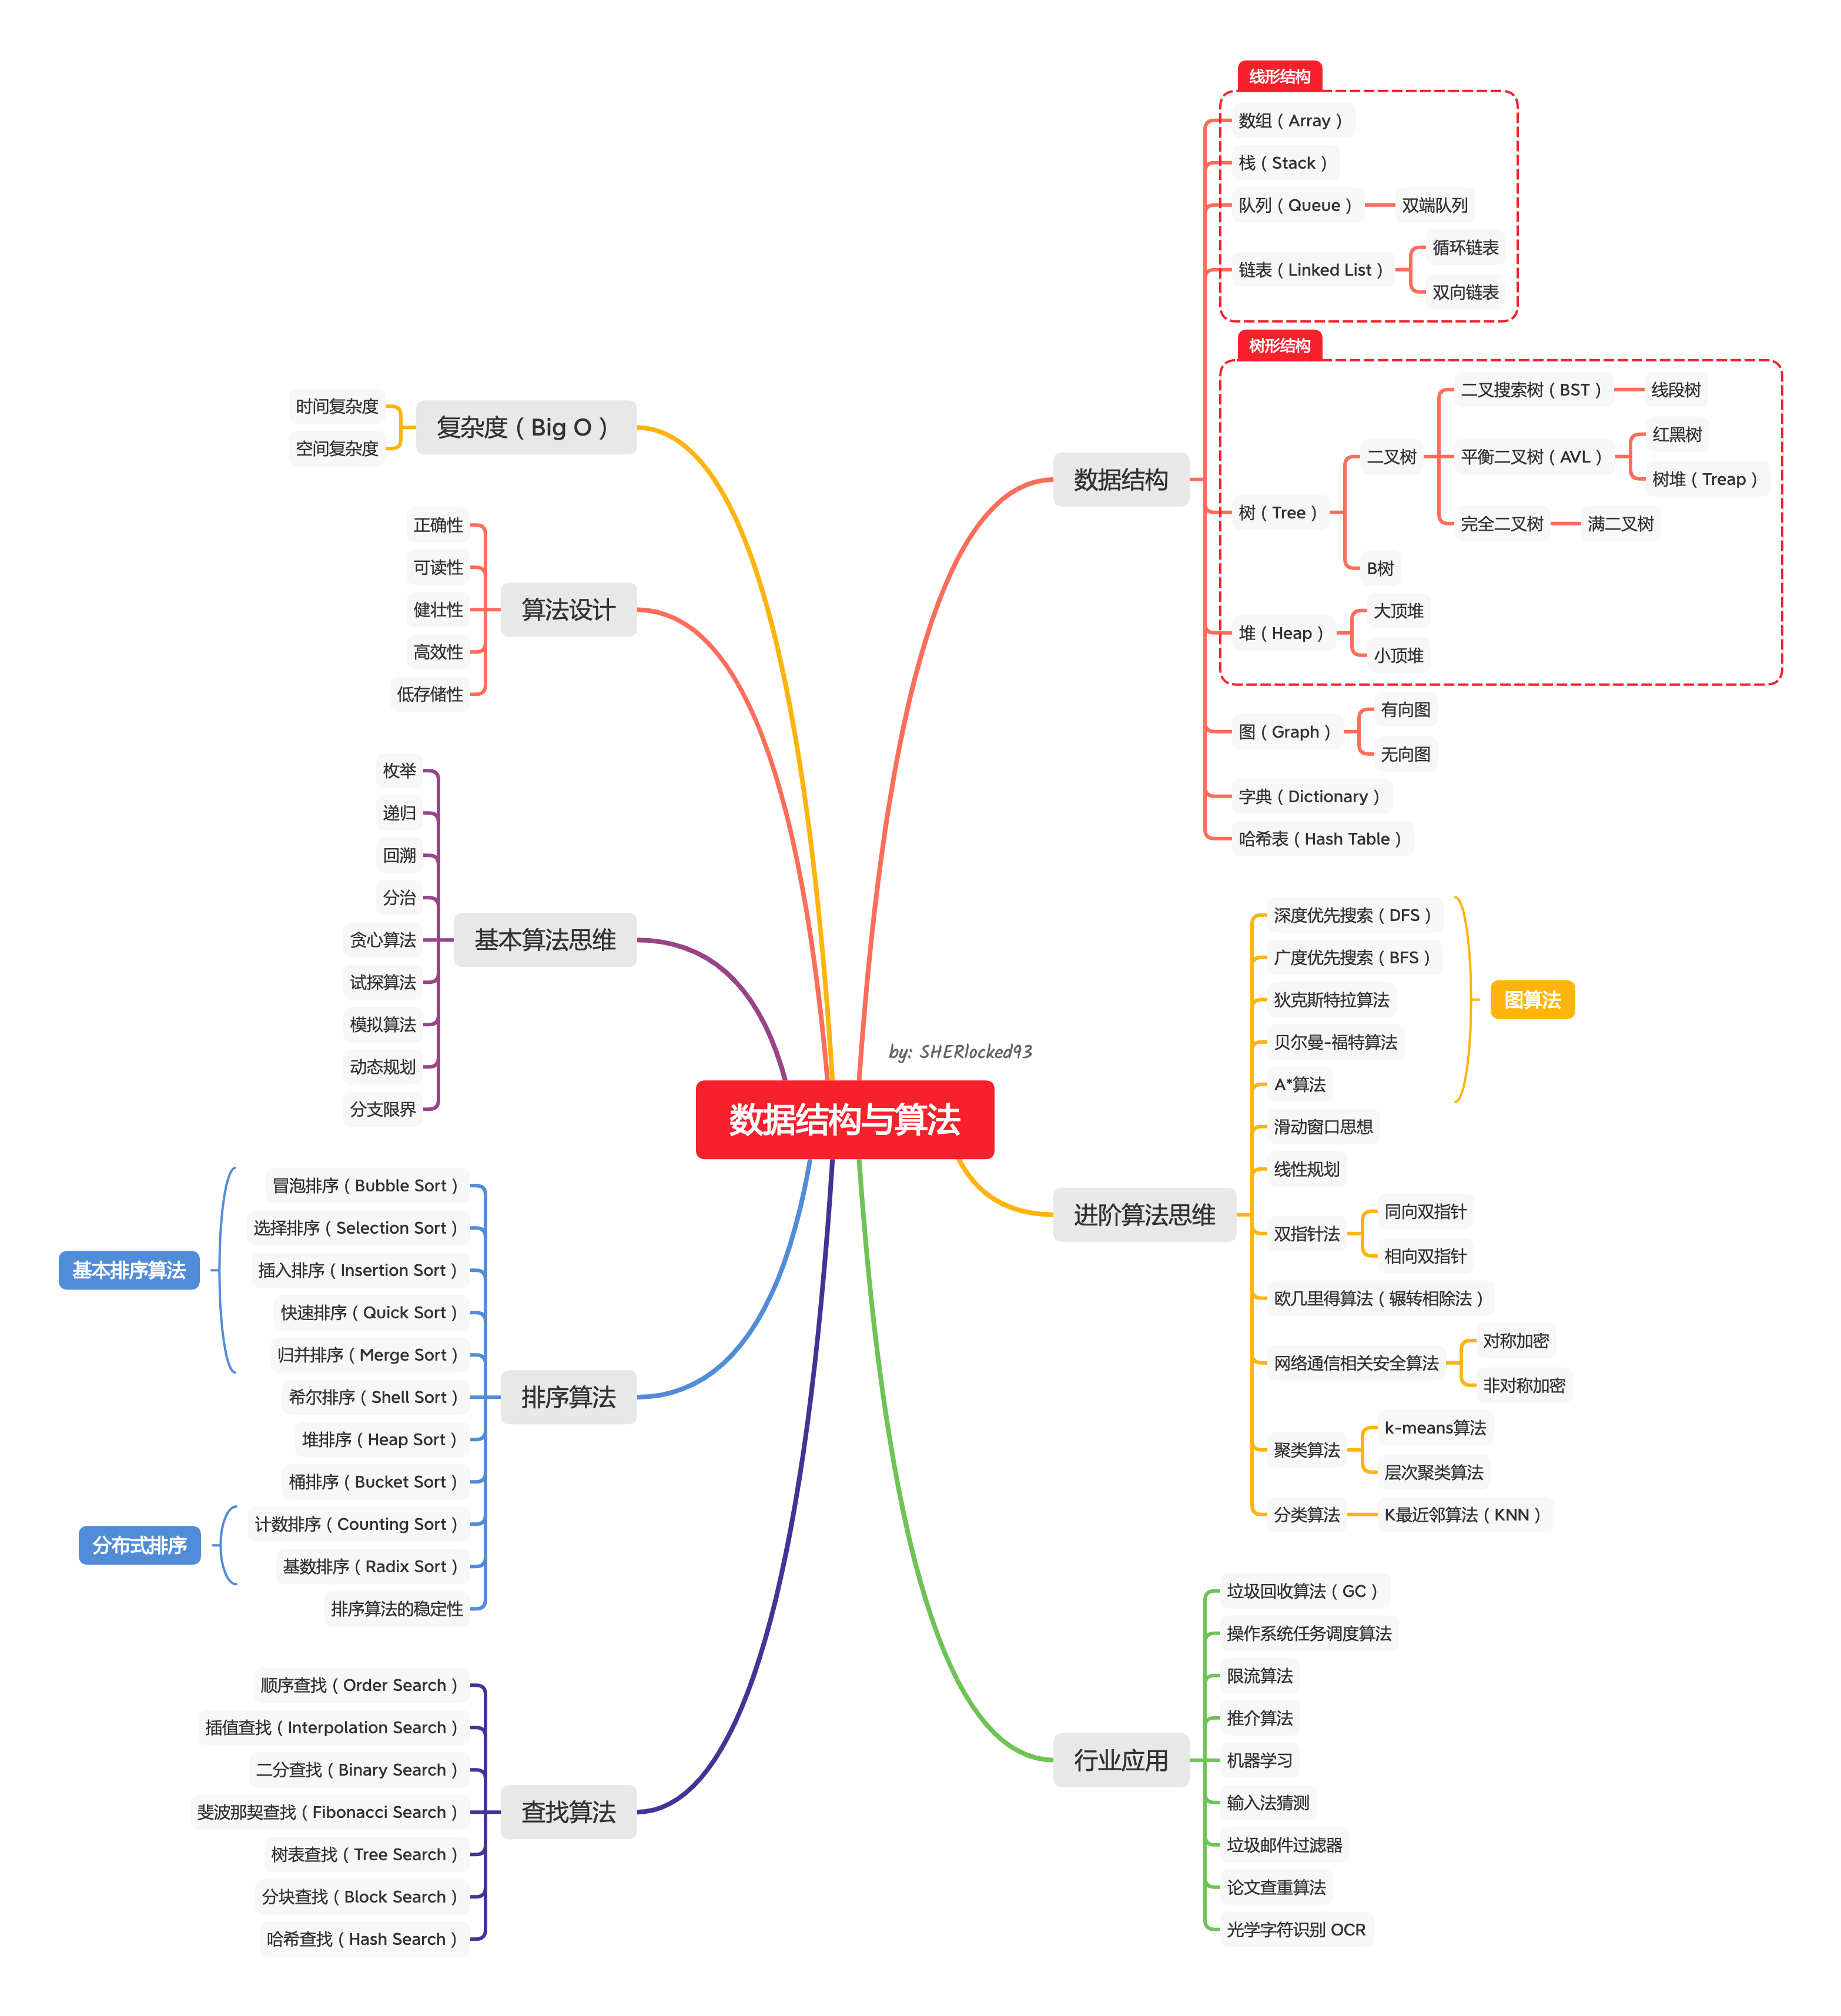 数据结构与算法
by: SHERlocked93
复杂度（Big O）
时间复杂度
空间复杂度
算法设计
正确性
可读性
健壮性
高效性
低存储性
基本算法思维
枚举
递归
回溯
分治
贪心算法
试探算法
模拟算法
动态规划
分支限界
排序算法
基本排序算法
冒泡排序（Bubble Sort）
选择排序（Selection Sort）
插入排序（Insertion Sort）
快速排序（Quick Sort）
归并排序（Merge Sort）
希尔排序（Shell Sort）
堆排序（Heap Sort）
桶排序（Bucket Sort）
分布式排序
计数排序（Counting Sort）
基数排序（Radix Sort）
排序算法的稳定性
查找算法
顺序查找（Order Search）
插值查找（Interpolation Search）
二分查找（Binary Search）
斐波那契查找（Fibonacci Search）
树表查找（Tree Search）
分块查找（Block Search）
哈希查找（Hash Search）
数据结构
线形结构
数组（Array）
栈（Stack）
队列（Queue）
双端队列
链表（Linked List）
循环链表
双向链表
树形结构
树（Tree）
二叉树
二叉搜索树（BST）
线段树
平衡二叉树（AVL）
红黑树
树堆（Treap）
完全二叉树
满二叉树
B树
堆（Heap）
大顶堆
小顶堆
图（Graph）
有向图
无向图
字典（Dictionary）
哈希表（Hash Table）
进阶算法思维
图算法
深度优先搜索（DFS）
广度优先搜索（BFS）
狄克斯特拉算法
贝尔曼-福特算法
A*算法
滑动窗口思想
线性规划
双指针法
同向双指针
相向双指针
欧几里得算法（辗转相除法）
网络通信相关安全算法
对称加密
非对称加密
聚类算法
k-means算法
层次聚类算法
分类算法
K最近邻算法（KNN）
行业应用
垃圾回收算法（GC）
操作系统任务调度算法
限流算法
推介算法
机器学习
输入法猜测
垃圾邮件过滤器
论文查重算法
光学字符识别 OCR